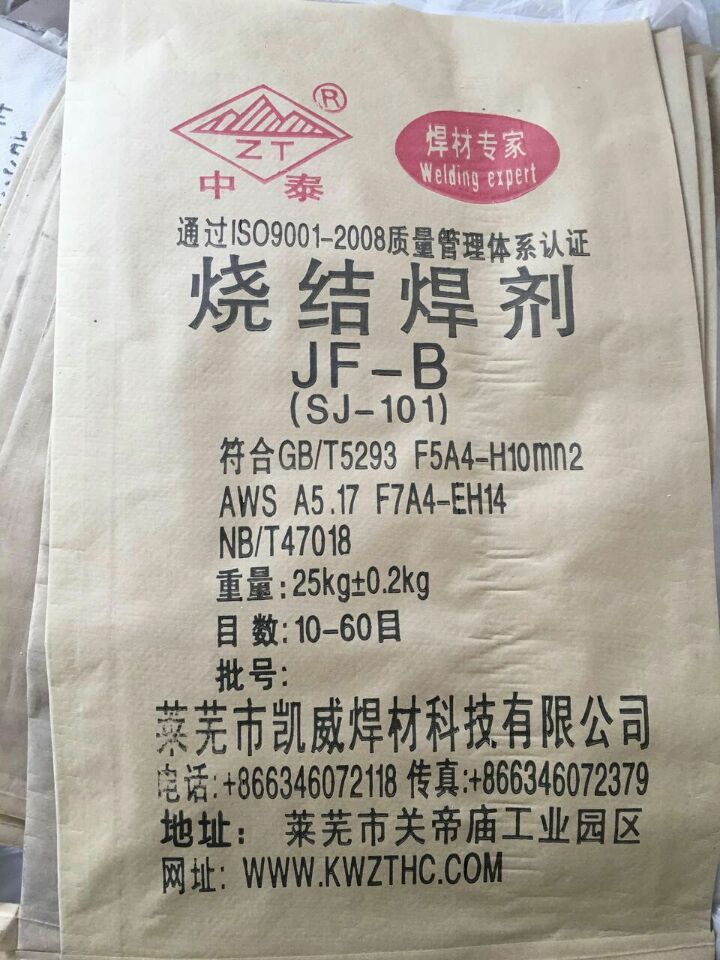 ®
ZT
中泰
焊材专家
Welding expert
通过ISO9001-2008质量管理体系认证
烧结焊剂
JF-B
(SJ-101)
符合GB/T5293 F5A4-H10mn2
AWS A5.17 F7A4-EH14
NB/T47018
重量:25kg±0.2kg
目数:10-60目
批号:
莱芜市凯威焊材科技有限公司
电话:+866346072118 传真:+866346072379
地址: 莱芜市关帝庙工业园区
网址: WWW.KWZTHC.COM